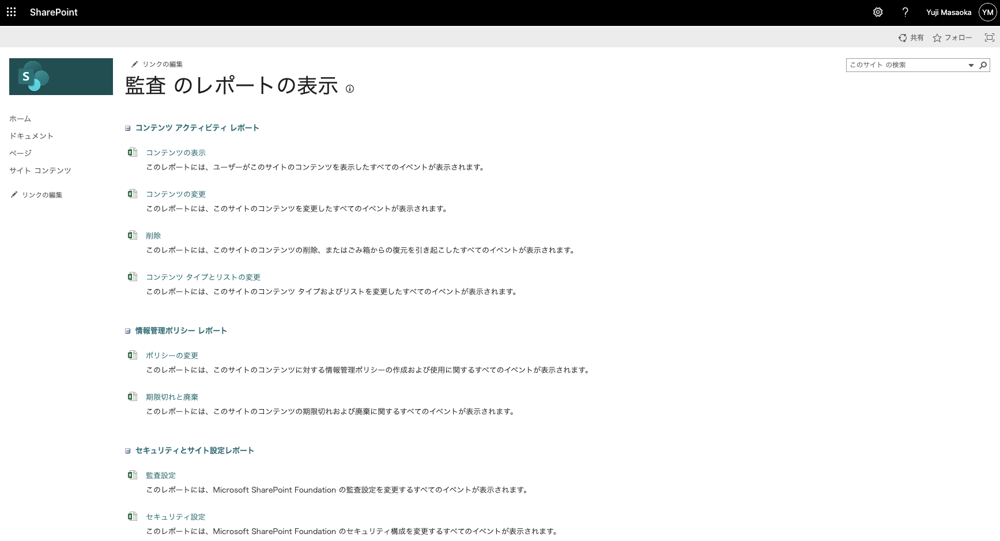 SharePoint
Yuji Masaoka
YM
共有
フォロー
S
リンクの編集
このサイト の検索
監査 のレポートの表示
ホーム
ドキュメント
ページ
サイト コンテンツ
リンクの編集
コンテンツ アクティビティ レポート
コンテンツの表示
このレポートには、ユーザーがこのサイトのコンテンツを表示したすべてのイベントが表示されます。
コンテンツの変更
このレポートには、このサイトのコンテンツを変更したすべてのイベントが表示されます。
削除
このレポートには、このサイトのコンテンツの削除、またはごみ箱からの復元を引き起こしたすべてのイベントが表示されます。
コンテンツ タイプとリストの変更
このレポートには、このサイトのコンテンツ タイプおよびリストを変更したすべてのイベントが表示されます。
情報管理ポリシー レポート
ポリシーの変更
このレポートには、このサイトのコンテンツに対する情報管理ポリシーの作成および使用に関するすべてのイベントが表示されます。
期限切れと廃棄
このレポートには、このサイトのコンテンツの期限切れおよび廃棄に関するすべてのイベントが表示されます。
セキュリティとサイト設定レポート
監査設定
このレポートには、Microsoft SharePoint Foundation の監査設定を変更するすべてのイベントが表示されます。
セキュリティ設定
このレポートには、Microsoft SharePoint Foundation のセキュリティ構成を変更するすべてのイベントが表示されます。